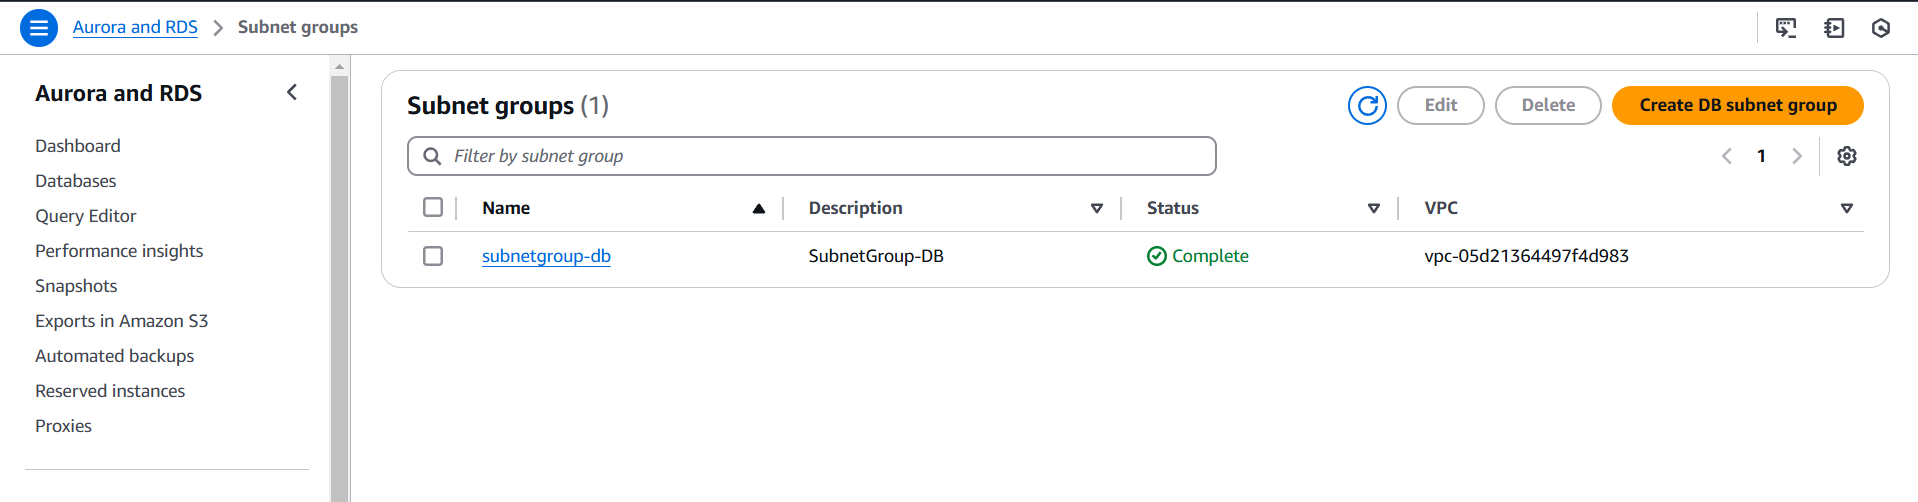 Aurora and RDS > Subnet groups
Aurora and RDS
Dashboard
Databases
Query Editor
Performance insights
Snapshots
Exports in Amazon S3
Automated backups
Reserved instances
Proxies
Subnet groups (1)
Edit
Delete
Create DB subnet group
Filter by subnet group
1
Name Description Status VPC
subnetgroup-db SubnetGroup-DB Complete vpc-05d21364497f4d983